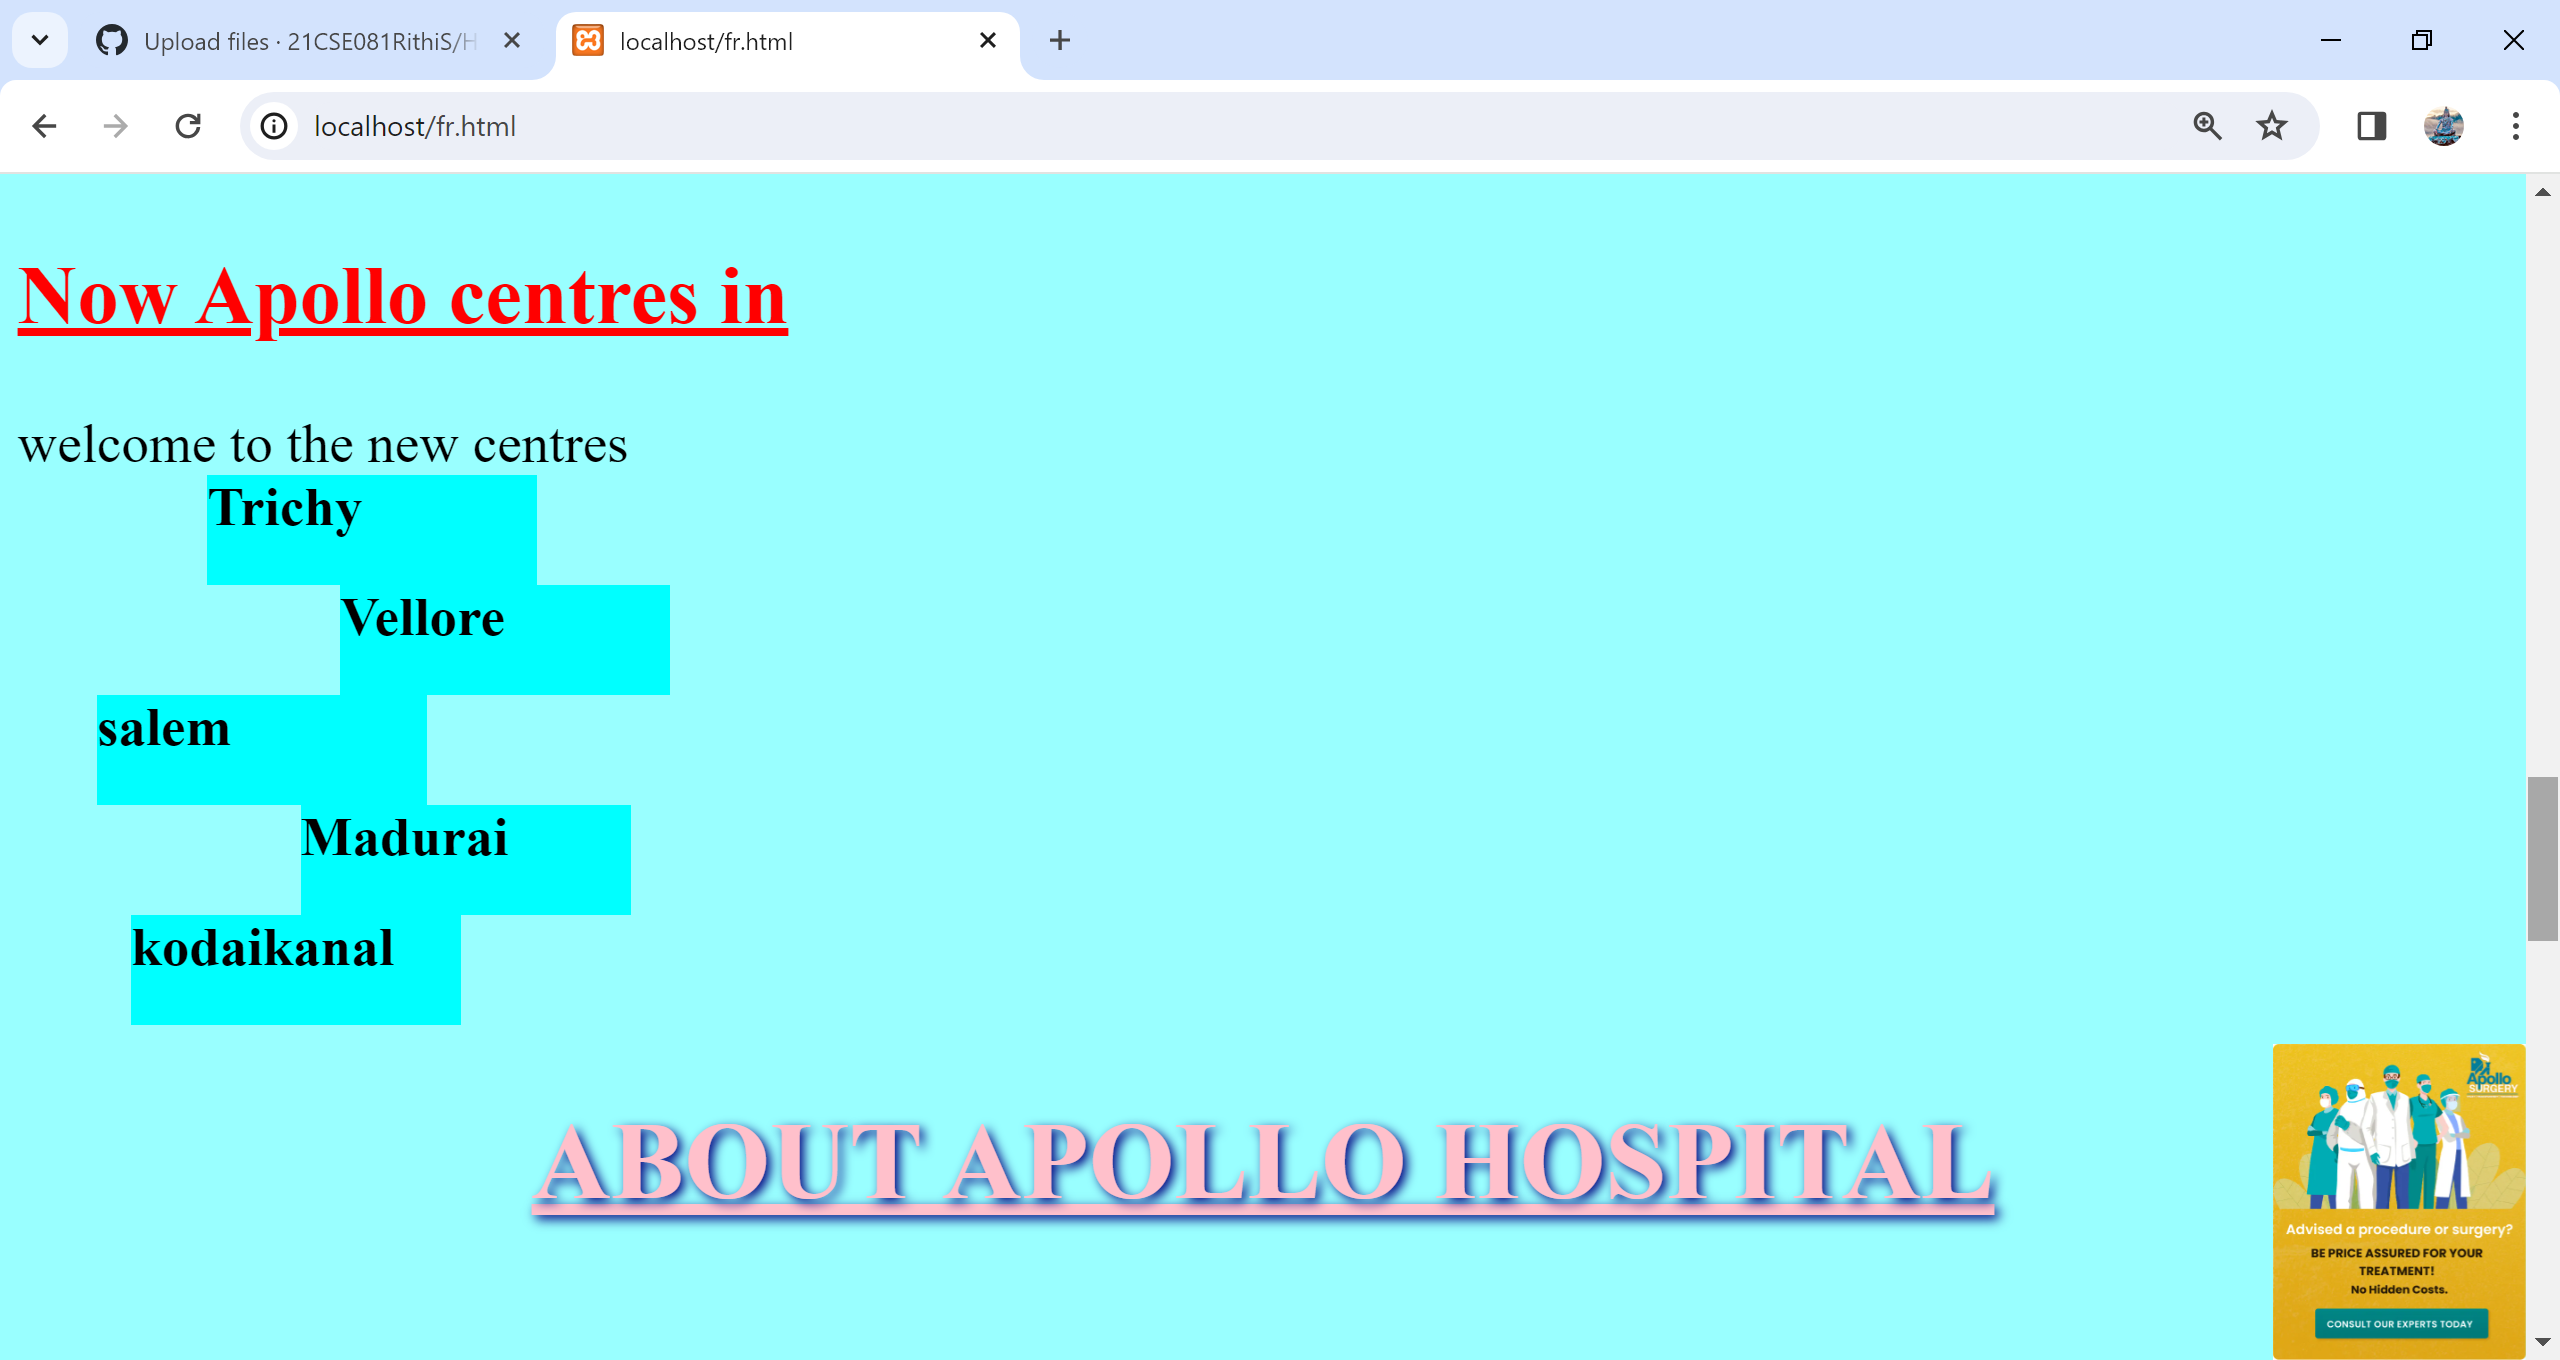 Upload files · 21CSE081RithiS/H
localhost/fr.html
localhost/fr.html
Now Apollo centres in
welcome to the new centres
Trichy
Vellore
salem
Madurai
kodaikanal
ABOUT APOLLO HOSPITAL
Apollo
SURGERY
Advised a procedure or surgery?
BE PRICE ASSURED FOR YOUR
TREATMENT!
No Hidden Costs.
CONSULT OUR EXPERTS TODAY